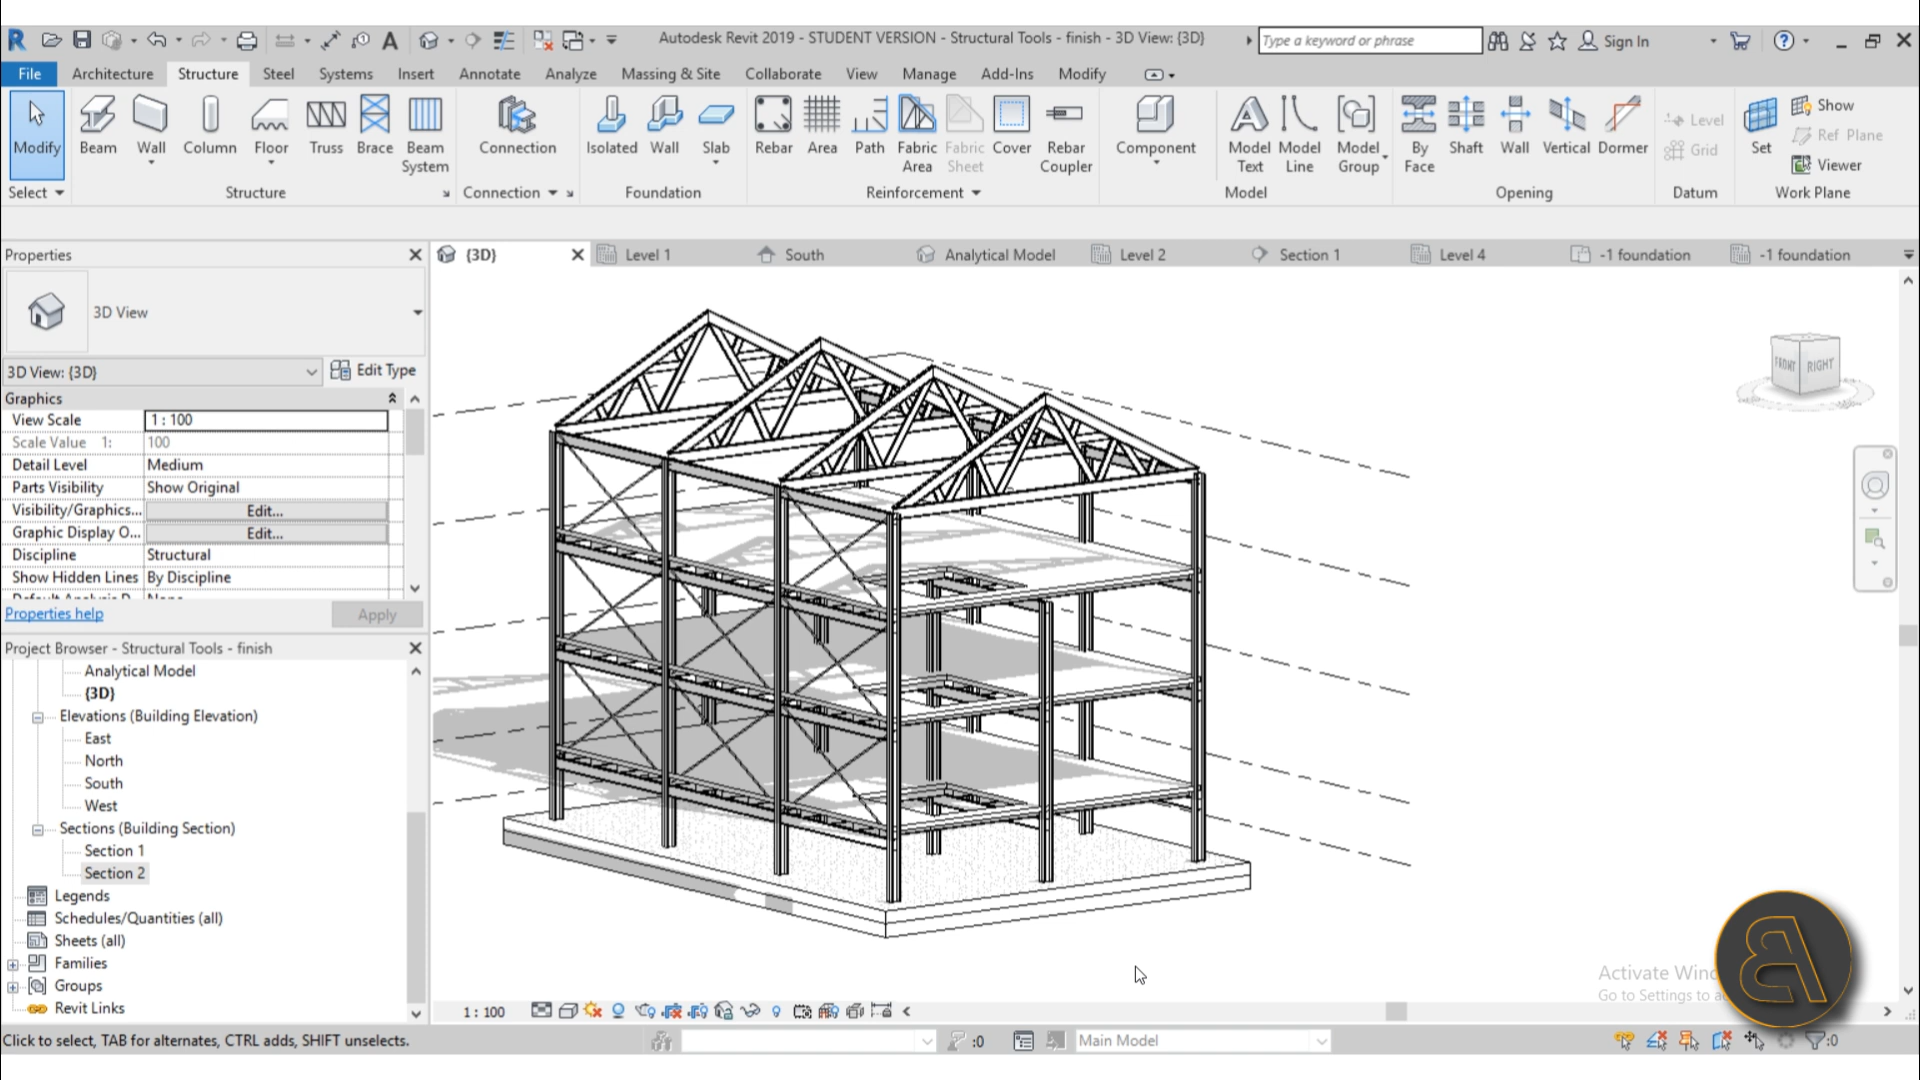 Autodesk Revit 2019 - STUDENT VERSION - Structural Tools - finish - 3D View: {3D}
Type a keyword or phrase
Sign In
File Architecture Structure Steel Systems Insert Annotate Analyze Massing & Site Collaborate View Manage Add-Ins Modify
Modify Beam Wall Column Floor Truss Brace Beam System Connection Isolated Wall Slab Rebar Area Path Fabric Area Fabric Sheet Cover Rebar Coupler Component Model Text Model Line Model Group By Face Shaft Wall Vertical Dormer Level Grid Set Show Ref Plane Viewer
Select Structure Connection Foundation Reinforcement Model Opening Datum Work Plane
Properties
{3D} Level 1 South Analytical Model Level 2 Section 1 Level 4 -1 foundation -1 foundation
3D View
3D View: {3D} Edit Type
Graphics
View Scale 1 : 100
Scale Value 1: 100
Detail Level Medium
Parts Visibility Show Original
Visibility/Graphics... Edit...
Graphic Display O... Edit...
Discipline Structural
Show Hidden Lines By Discipline
Properties help Apply
Project Browser - Structural Tools - finish
Analytical Model
{3D}
Elevations (Building Elevation)
East
North
South
West
Sections (Building Section)
Section 1
Section 2
Legends
Schedules/Quantities (all)
Sheets (all)
Families
Groups
Revit Links
FRONT RIGHT
Activate
Go to Settings to
1 : 100
Click to select, TAB for alternates, CTRL adds, SHIFT unselects.
:0
Main Model
:0